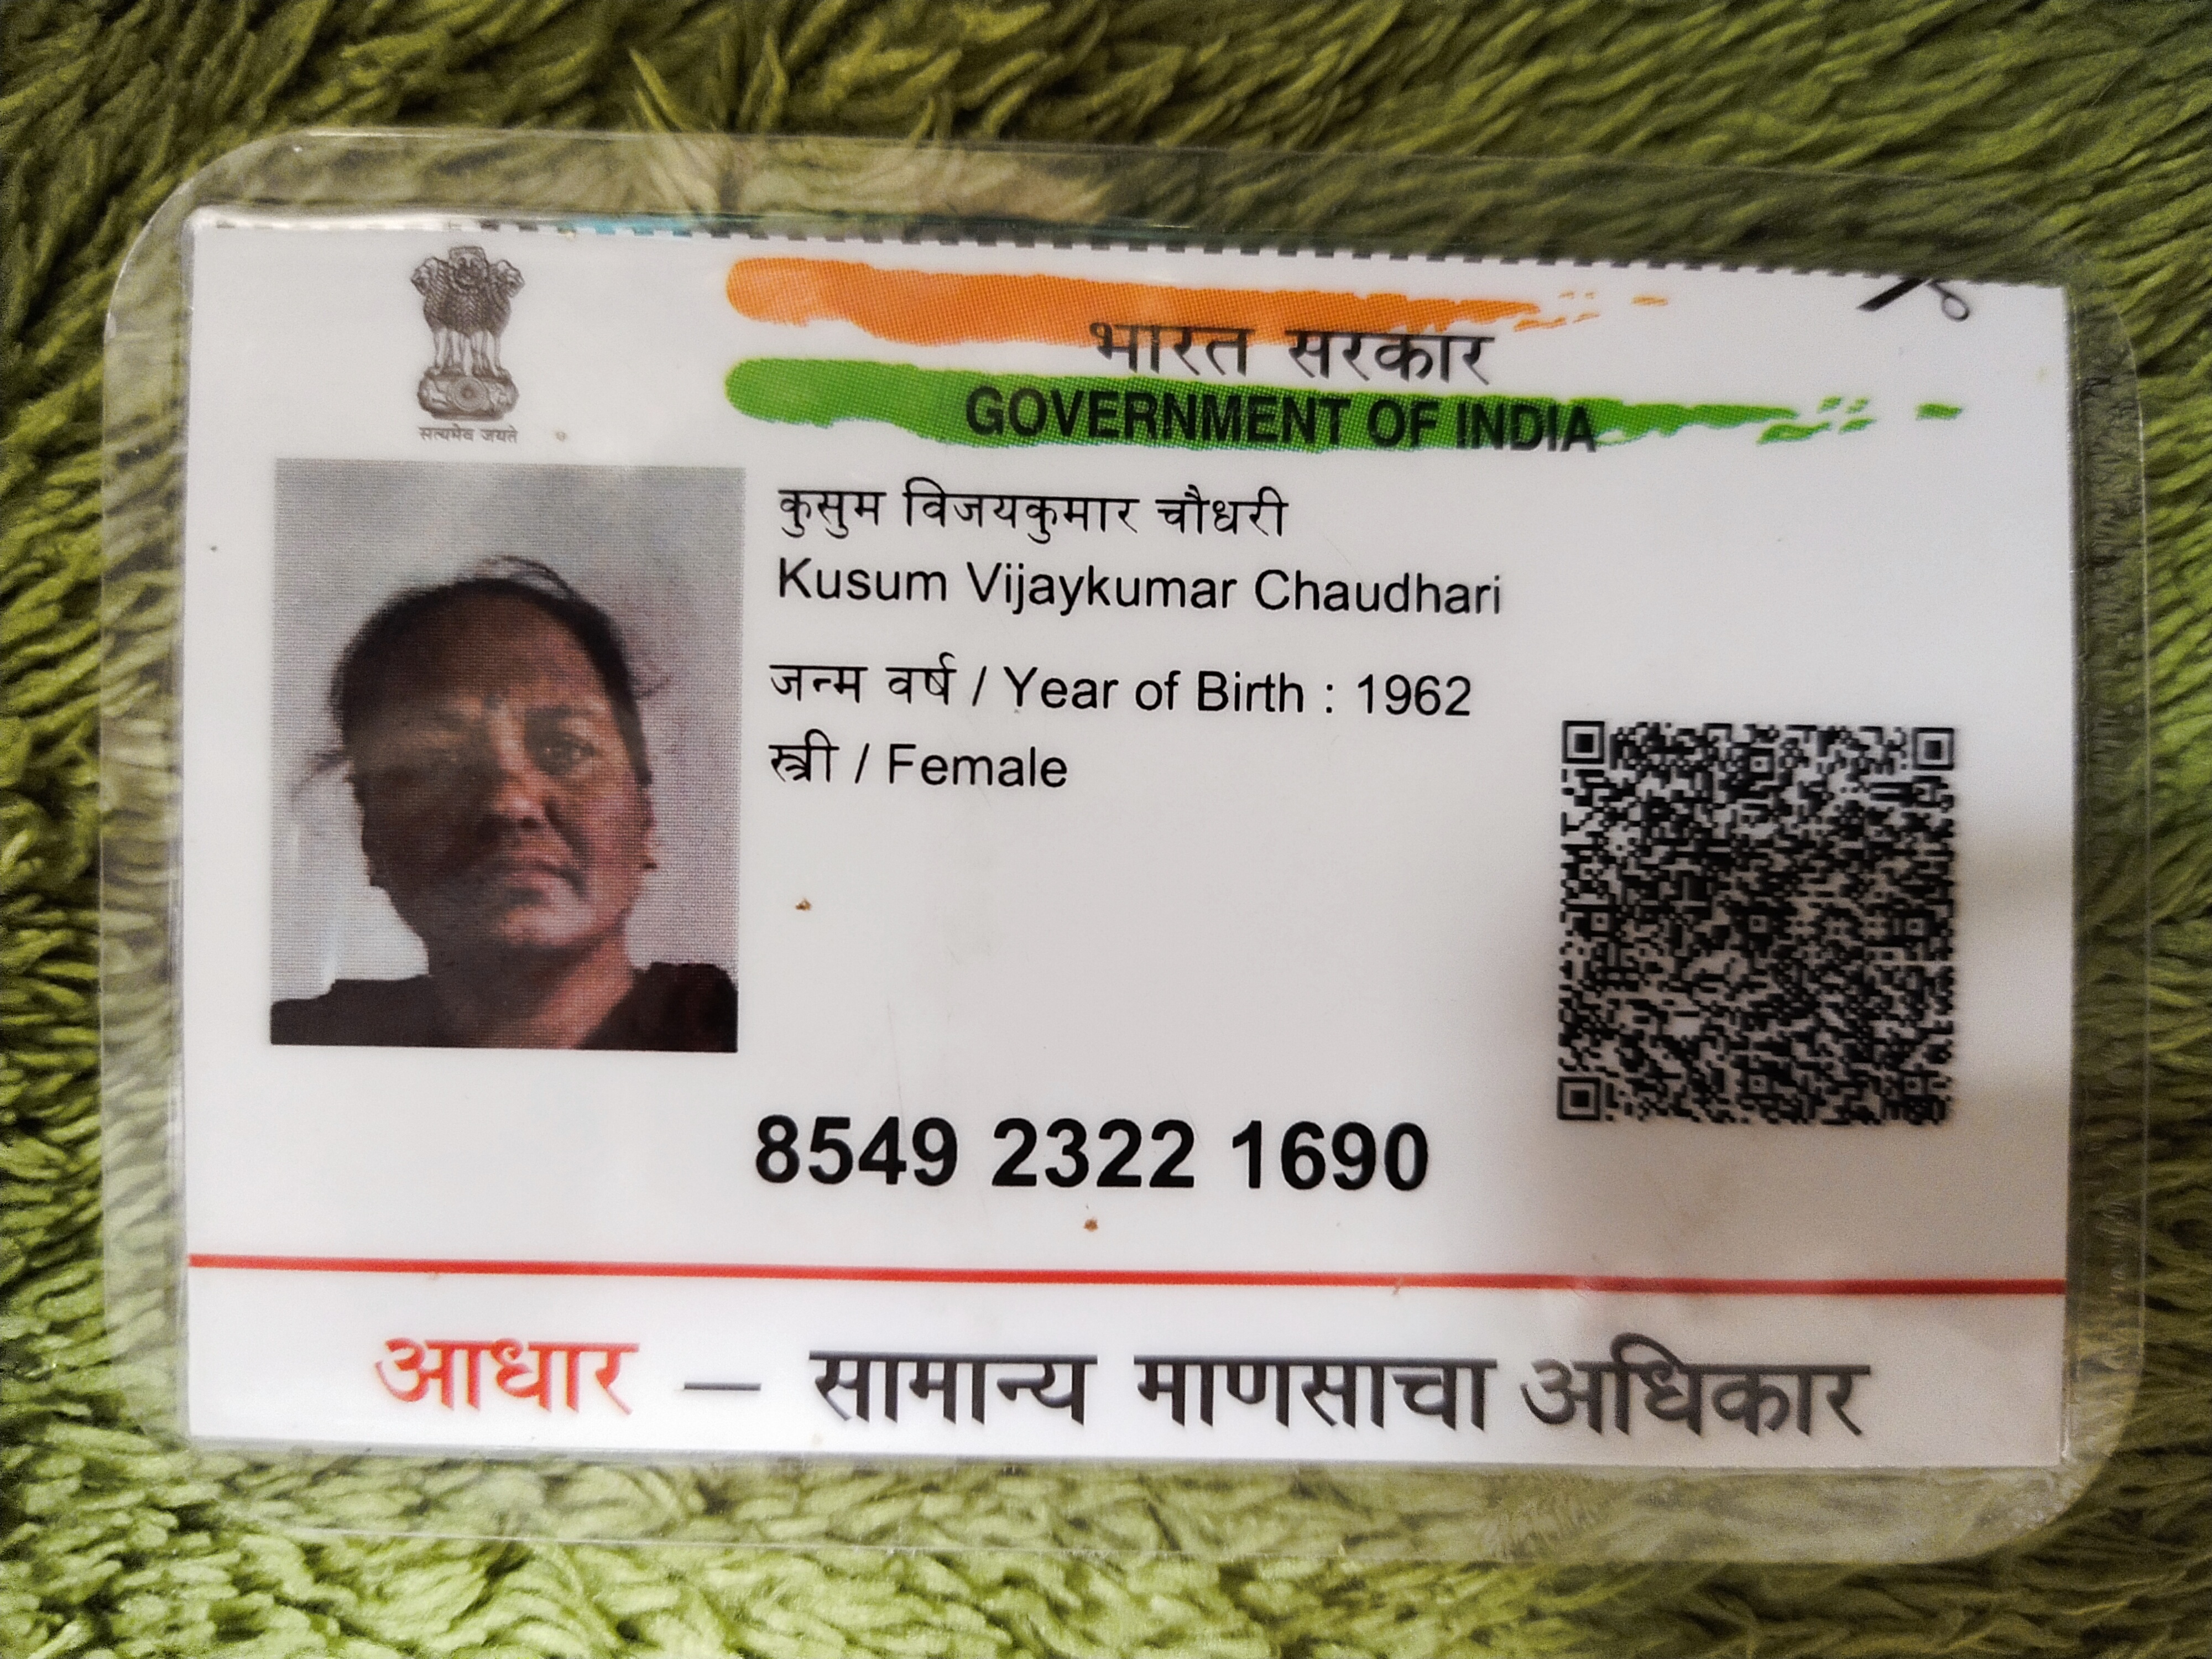 सत्यमेव जयते
भारत सरकार
GOVERNMENT OF INDIA
कुसुम विजयकुमार चौधरी
Kusum Vijaykumar Chaudhari
जन्म वर्ष / Year of Birth : 1962
स्त्री / Female
8549 2322 1690
आधार — सामान्य माणसाचा अधिकार